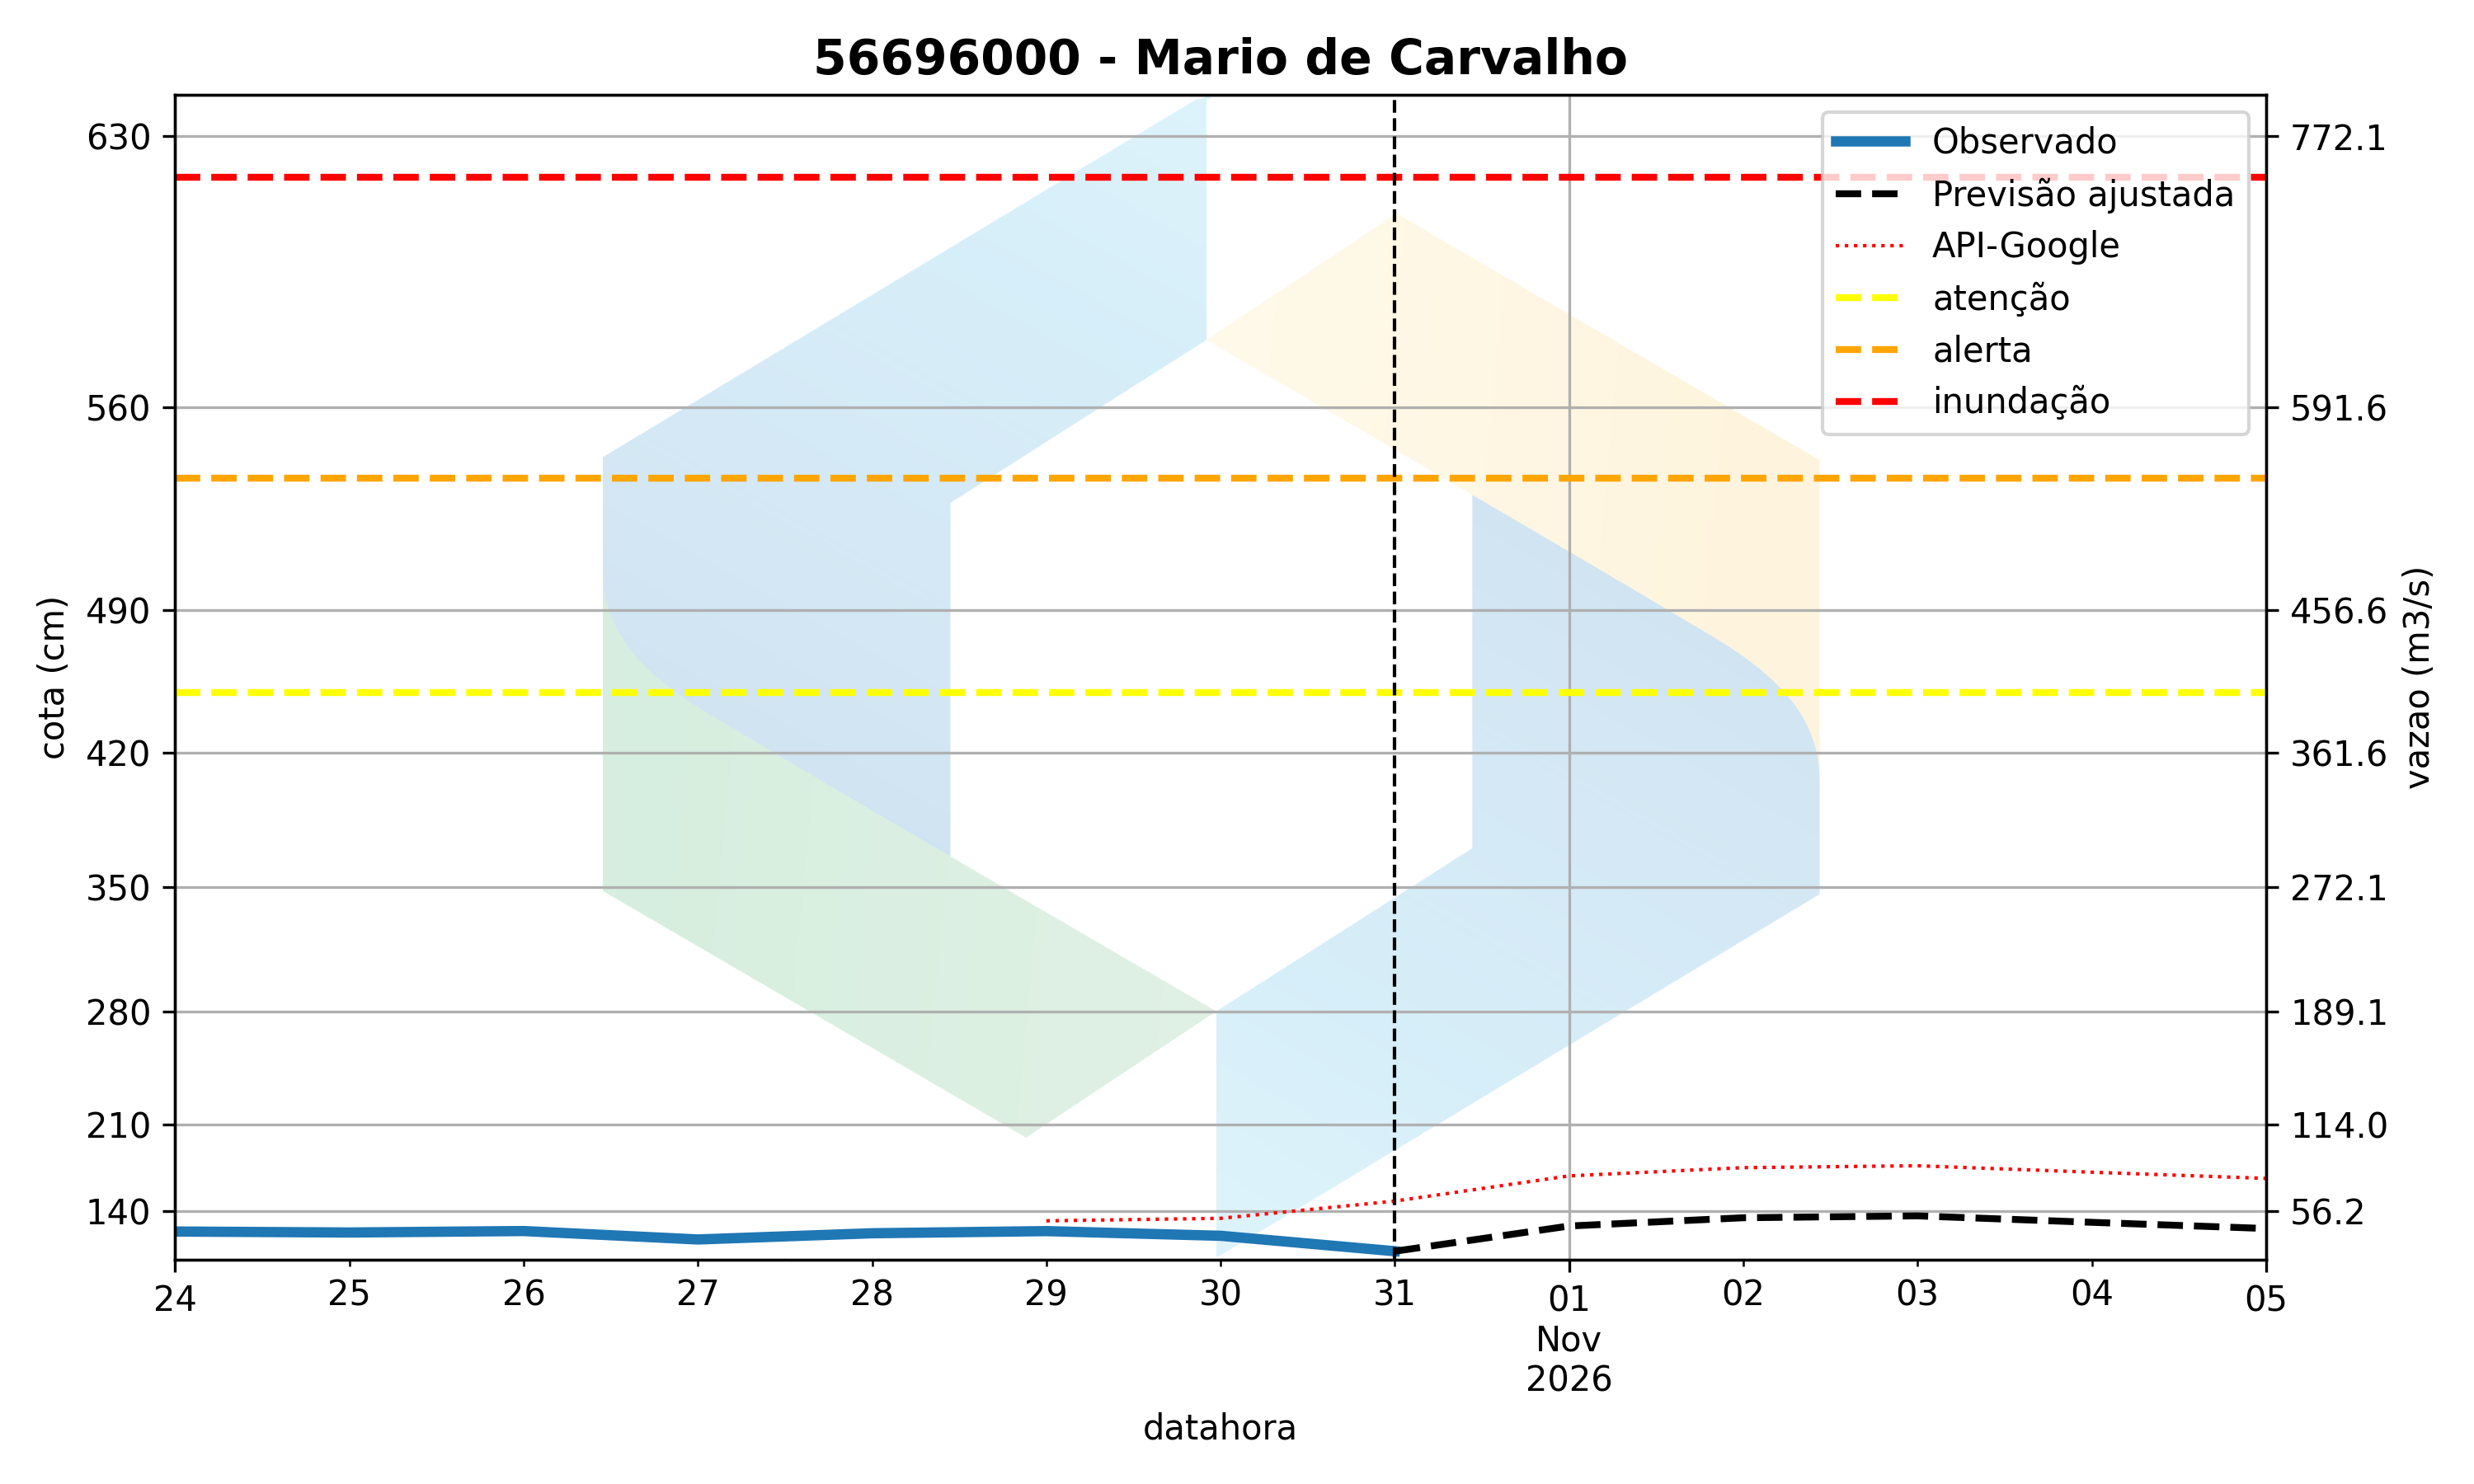 56696000 - Mario de Carvalho
630
560
490
420
350
280
210
140
cota (cm)
772.1
591.6
456.6
361.6
272.1
189.1
114.0
56.2
vazao (m3/s)
Observado
Previsão ajustada
API-Google
atenção
alerta
inundação
24 25 26 27 28 29 30 31 01 02 03 04 05
Nov
2026
datahora